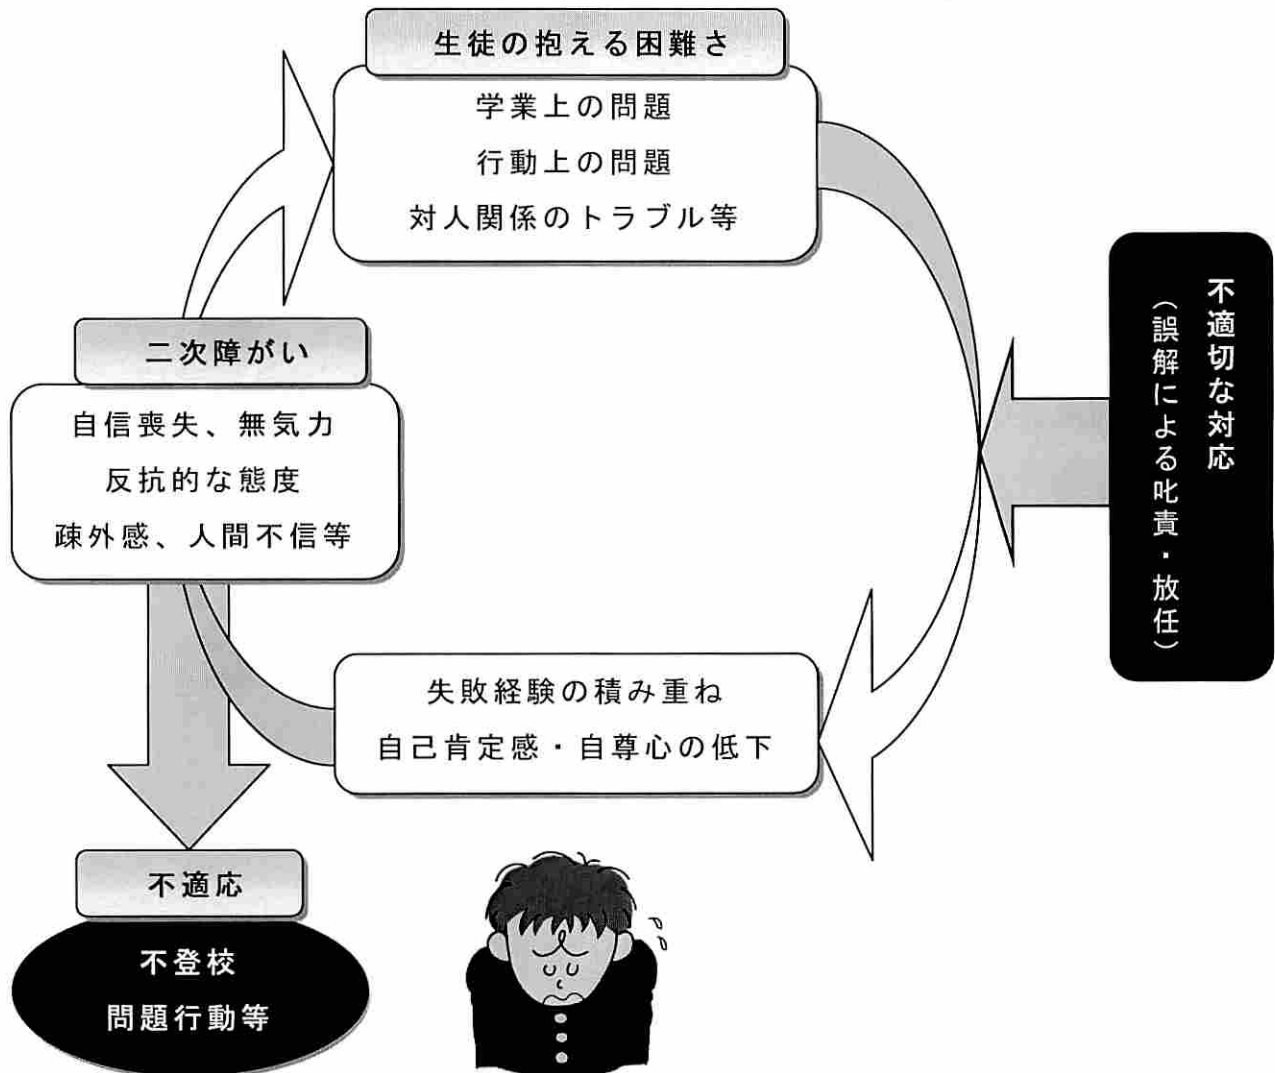 生徒の抱える困難さ
学業上の問題
行動上の問題
対人関係のトラブル等
不適切な対応
（誤解による叱責・放任）
二次障がい
自信喪失、無気力
反抗的な態度
疎外感、人間不信等
失敗経験の積み重ね
自己肯定感・自尊心の低下
不適応
不登校
問題行動等